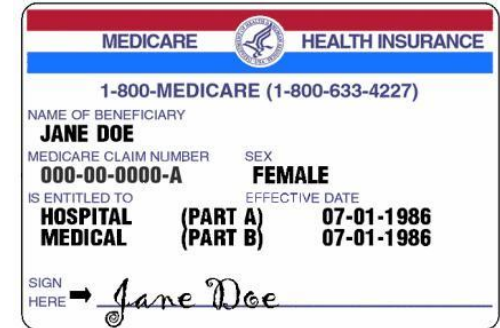 MEDICARE HEALTH INSURANCE
1-800-MEDICARE (1-800-633-4227)
NAME OF BENEFICIARY
JANE DOE
MEDICARE CLAIM NUMBER SEX
000-00-0000-A FEMALE
IS ENTITLED TO EFFECTIVE DATE
HOSPITAL (PART A) 07-01-1986
MEDICAL (PART B) 07-01-1986
SIGN
HERE Jane Doe